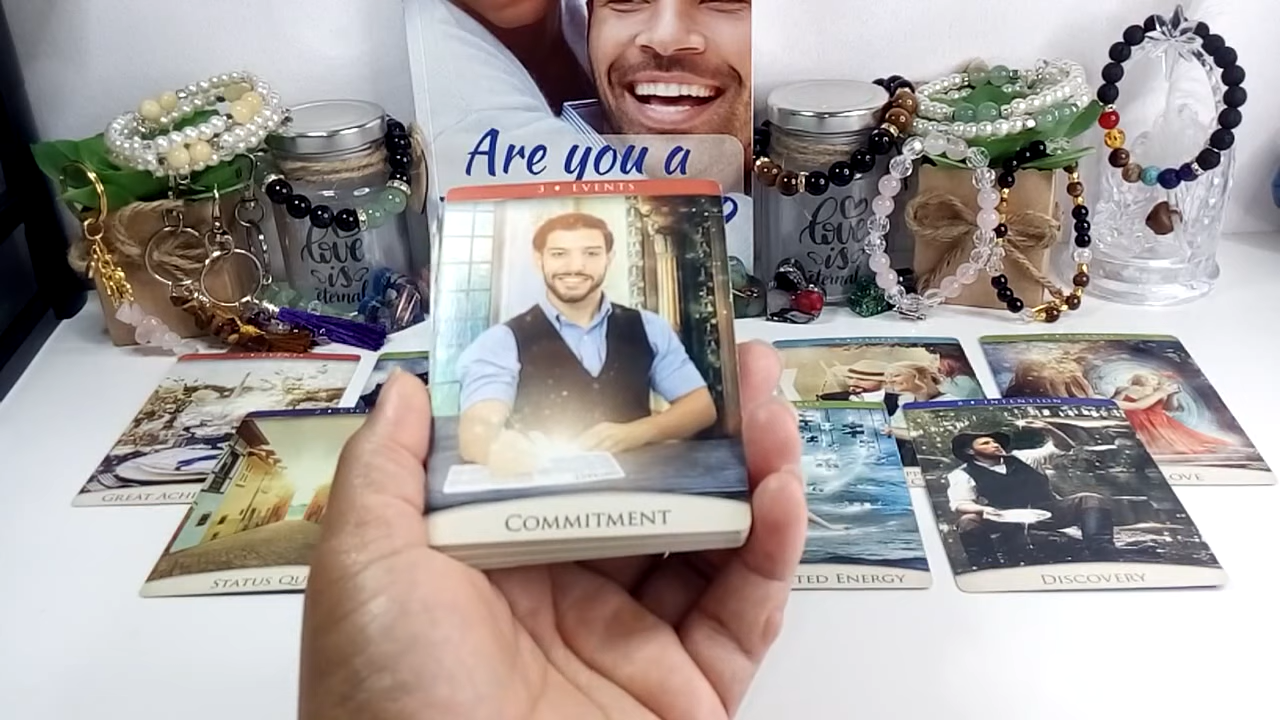 Are you a
3 • EVENTS
COMMITMENT
love
is
eternal
love
is
eternal
GREAT ACHI
STATUS QU
TED ENERGY
8 • INTENTION
DISCOVERY
OVE